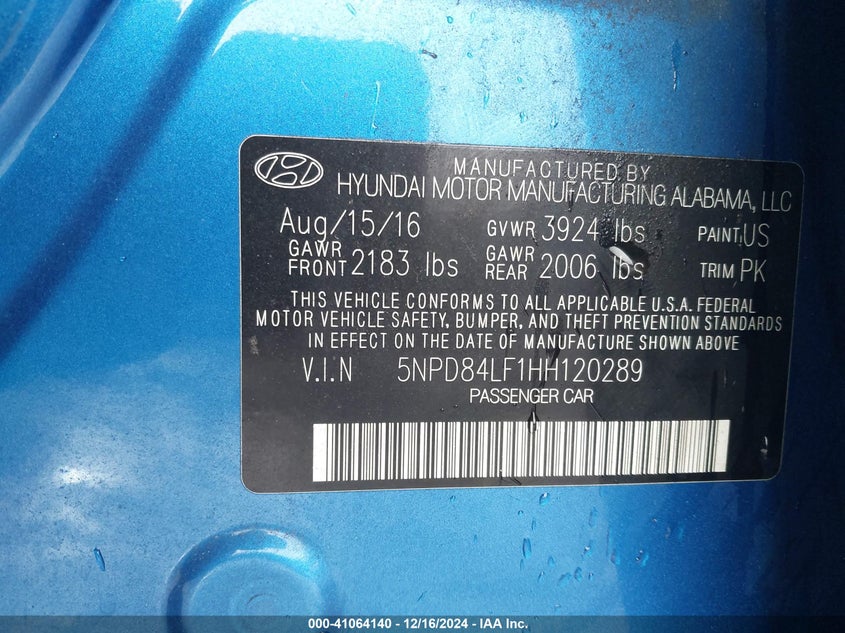 MANUFACTURED BY
HYUNDAI MOTOR MANUFACTURING ALABAMA, LLC
Aug/15/16 GVWR 3924 lbs PAINT US
GAWR FRONT 2183 lbs GAWR REAR 2006 lbs TRIM PK
THIS VEHICLE CONFORMS TO ALL APPLICABLE U.S.A. FEDERAL
MOTOR VEHICLE SAFETY, BUMPER, AND THEFT PREVENTION STANDARDS
IN EFFECT ON THE DATE OF MANUFACTURE SHOWN ABOVE
V.I.N 5NPD84LF1HH120289
PASSENGER CAR
000-41064140 - 12/16/2024 - IAA Inc.